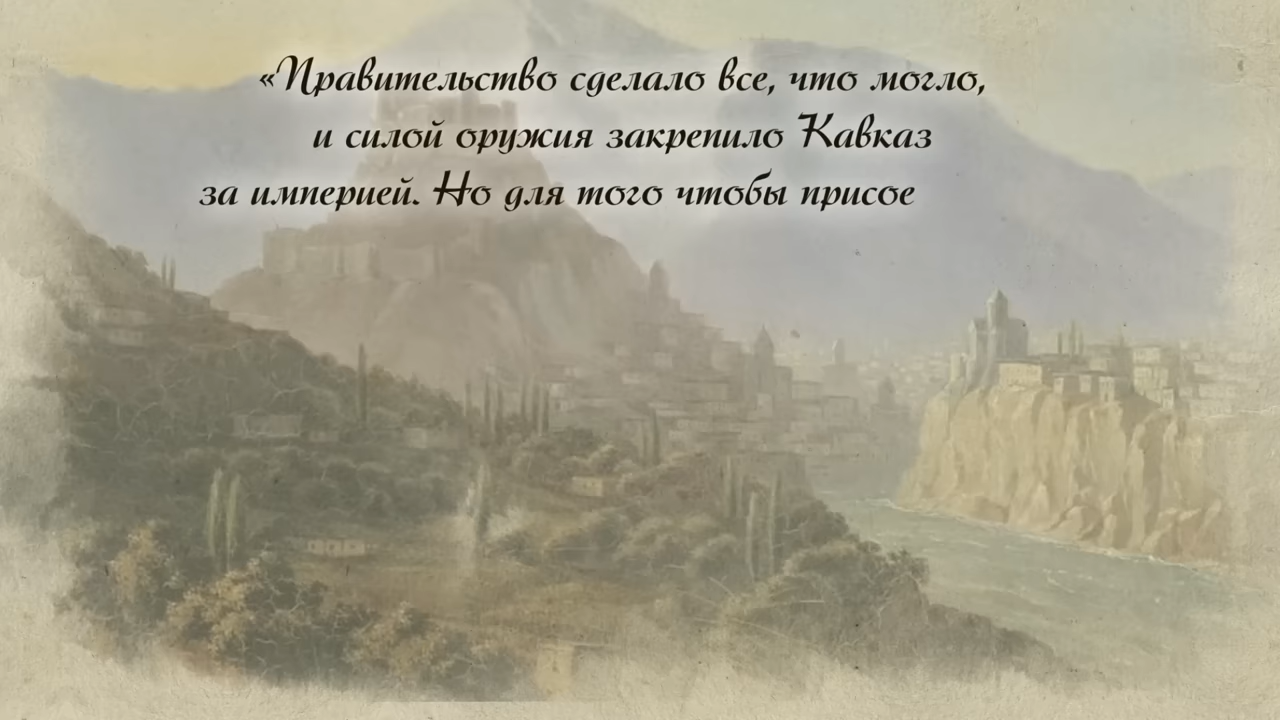 «Правительство сделало все, что могло,
и силой оружия закрепило Кавказ
за империей. Но для того чтобы присое